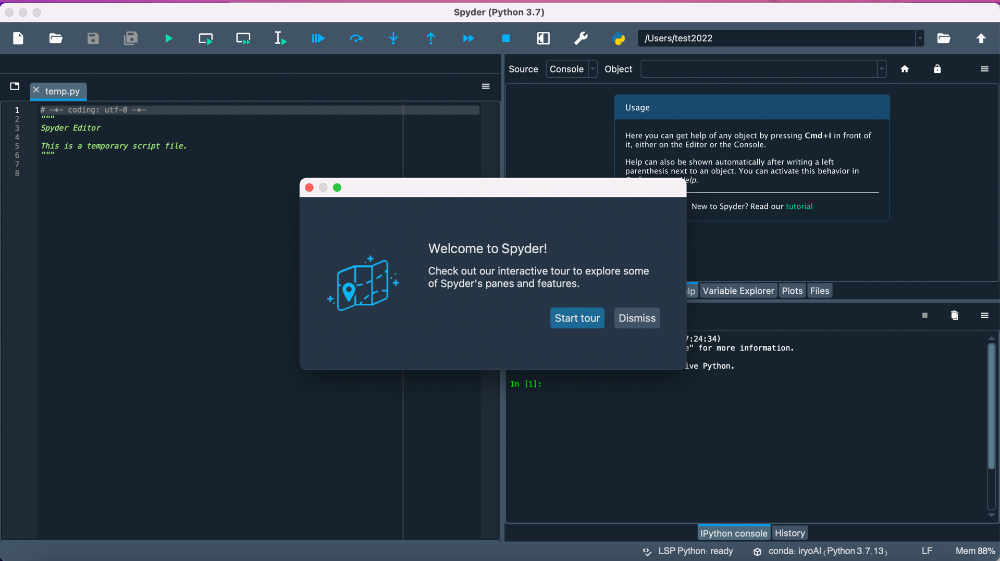 Spyder (Python 3.7)
/Users/test2022
Source Console Object
temp.py
1 # -*- coding: utf-8 -*-
2 """
3 Spyder Editor
4
5 This is a temporary script file.
6 """
7
8
Usage
Here you can get help of any object by pressing Cmd+I in front of
it, either on the Editor or the Console.
Help can also be shown automatically after writing a left
parenthesis next to an object. You can activate this behavior in
Help.
New to Spyder? Read our tutorial
Welcome to Spyder!
Check out our interactive tour to explore some
of Spyder's panes and features.
Start tour Dismiss
Variable Explorer Plots Files
7:24:34)
e" for more information.
ive Python.
In [1]:
IPython console History
LSP Python: ready conda: iryoAI (Python 3.7.13) LF Mem 88%